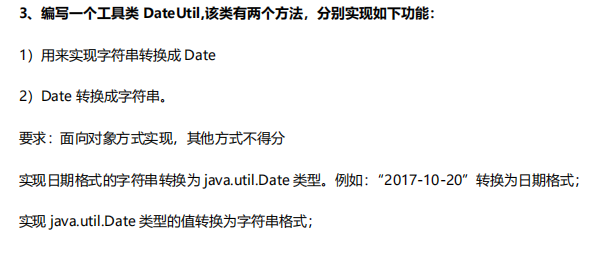 3、编写一个工具类 DateUtil,该类有两个方法，分别实现如下功能：
1）用来实现字符串转换成 Date
2）Date 转换成字符串。
要求：面向对象方式实现，其他方式不得分
实现日期格式的字符串转换为 java.util.Date 类型。例如：“2017-10-20”转换为日期格式；
实现 java.util.Date 类型的值转换为字符串格式；